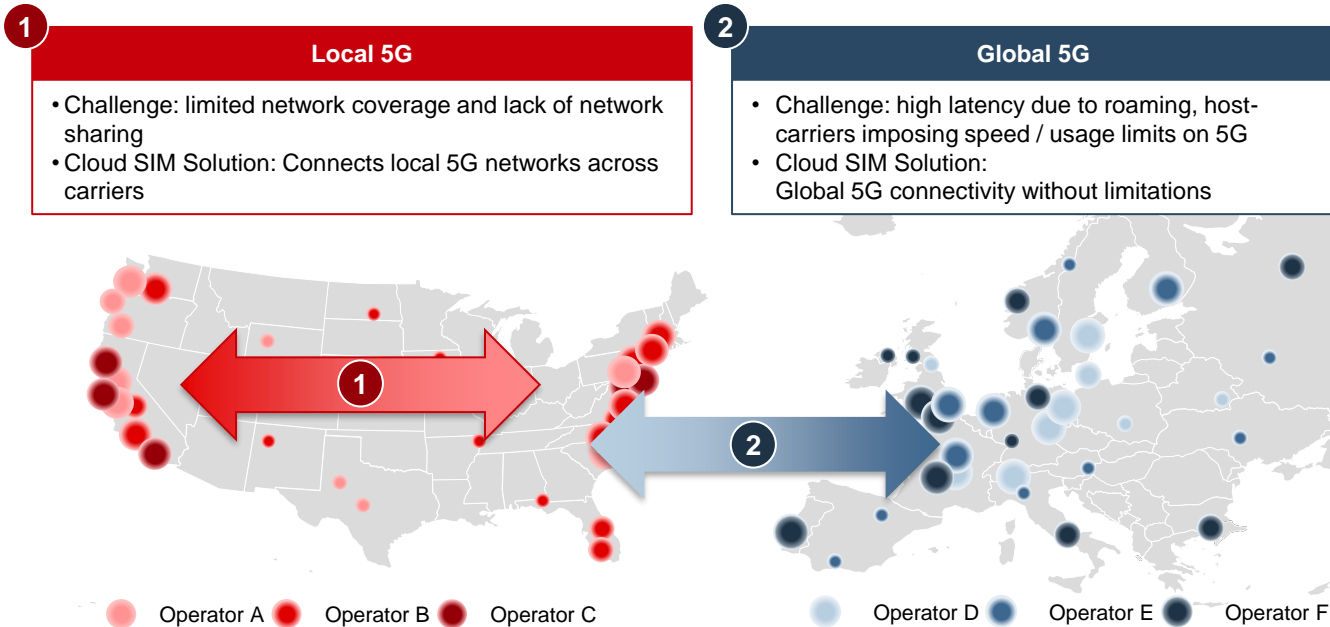 1
Local 5G
• Challenge: limited network coverage and lack of network
sharing
• Cloud SIM Solution: Connects local 5G networks across
carriers
2
Global 5G
• Challenge: high latency due to roaming, host-
carriers imposing speed / usage limits on 5G
• Cloud SIM Solution:
Global 5G connectivity without limitations
1
2
Operator A
Operator B
Operator C
Operator D
Operator E
Operator F